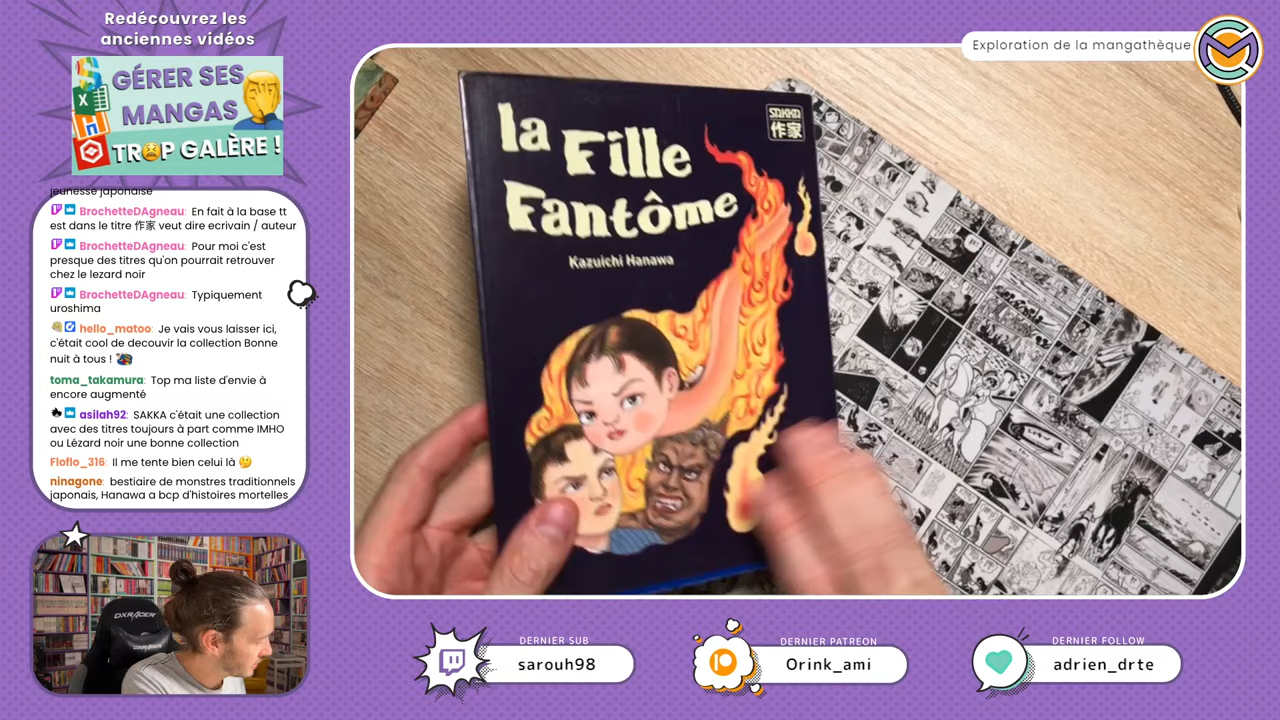 Redécouvrez les
anciennes vidéos
GÉRER SES
MANGAS
TROP GALÈRE !
jeunesse japonaise
BrochetteDAgneau: En fait à la base tt
est dans le titre 作家 veut dire ecrivain / auteur
BrochetteDAgneau: Pour moi c'est
presque des titres qu'on pourrait retrouver
chez le lezard noir
BrochetteDAgneau: Typiquement
uroshima
hello_matoo: Je vais vous laisser ici,
c'était cool de decouvir la collection Bonne
nuit à tous !
toma_takamura: Top ma liste d'envie à
encore augmenté
asilah92: SAKKA c'était une collection
avec des titres toujours à part comme IMHO
ou Lézard noir une bonne collection
Floflo_316: Il me tente bien celui là 🤔
ninagone: bestiaire de monstres traditionnels
japonais, Hanawa a bcp d'histoires mortelles
DXRACER
Exploration de la mangathèque
la Fille
Fantôme
Kazuichi Hanawa
SAKKA
作家
DERNIER SUB
sarouh98
DERNIER PATREON
Orink_ami
DERNIER FOLLOW
adrien_drte